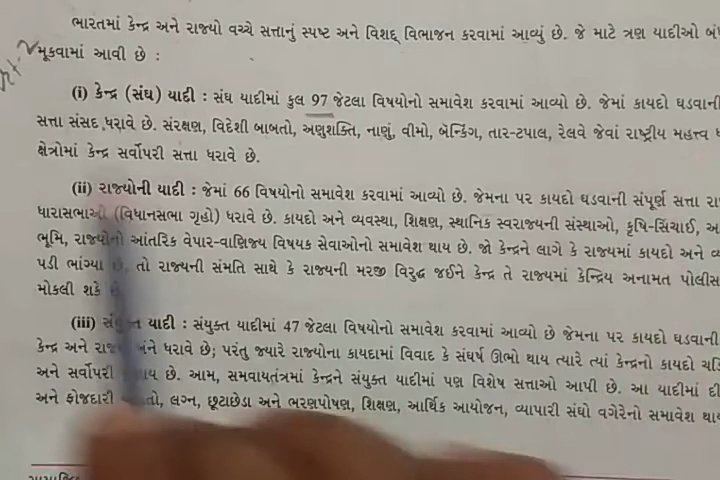 ભારતમાં કેન્દ્ર અને રાજ્યો વચ્ચે સત્તાનું સ્પષ્ટ અને વિશદ્ વિભાજન કરવામાં આવ્યું છે. જે માટે ત્રણ યાદીઓ
મૂકવામાં આવી છે :
(i) કેન્દ્ર (સંઘ) યાદી : સંઘ યાદીમાં કુલ 97 જેટલા વિષયોનો સમાવેશ કરવામાં આવ્યો છે. જેમાં કાયદો ઘડવાની
સત્તા સંસદ ધરાવે છે. સંરક્ષણ, વિદેશી બાબતો, અણુશક્તિ, નાણું, વીમો, બૅન્કિંગ, તાર-ટપાલ, રેલવે જેવાં રાષ્ટ્રીય મહત્ત્વ
ક્ષેત્રોમાં કેન્દ્ર સર્વોપરી સત્તા ધરાવે છે.
(ii) રાજ્યોની યાદી : જેમાં 66 વિષયોનો સમાવેશ કરવામાં આવ્યો છે. જેમના પર કાયદો ઘડવાની સંપૂર્ણ સત્તા
ધારાસભાઓ (વિધાનસભા ગૃહો) ધરાવે છે. કાયદો અને વ્યવસ્થા, શિક્ષણ, સ્થાનિક સ્વરાજ્યની સંસ્થાઓ, કૃષિ-સિંચાઈ,
ભૂમિ, રાજ્યોનો આંતરિક વેપાર-વાણિજ્ય વિષયક સેવાઓનો સમાવેશ થાય છે. જો કેન્દ્રને લાગે કે રાજ્યમાં કાયદો અને
પડી ભાંગ્યા છે, તો રાજ્યની સંમતિ સાથે કે રાજ્યની મરજી વિરુદ્ધ જઈને કેન્દ્ર તે રાજ્યમાં કેન્દ્રિય અનામત પોલીસ
મોકલી શકે છે
(iii) સંયુક્ત યાદી : સંયુક્ત યાદીમાં 47 જેટલા વિષયોનો સમાવેશ કરવામાં આવ્યો છે જેમના પર કાયદો ઘડવાની
કેન્દ્ર અને રાજ્ય બંને ધરાવે છે; પરંતુ જ્યારે રાજ્યોના કાયદામાં વિવાદ કે સંઘર્ષ ઊભો થાય ત્યારે ત્યાં કેન્દ્રનો કાયદો
અને સર્વોપરી છે. આમ, સમવાયતંત્રમાં કેન્દ્રને સંયુક્ત યાદીમાં પણ વિશેષ સત્તાઓ આપી છે. આ યાદીમાં
અને ફોજદારી લગ્ન, છૂટાછેડા અને ભરણપોષણ, શિક્ષણ, આર્થિક આયોજન, વ્યાપારી સંઘો વગેરેનો સમાવેશ